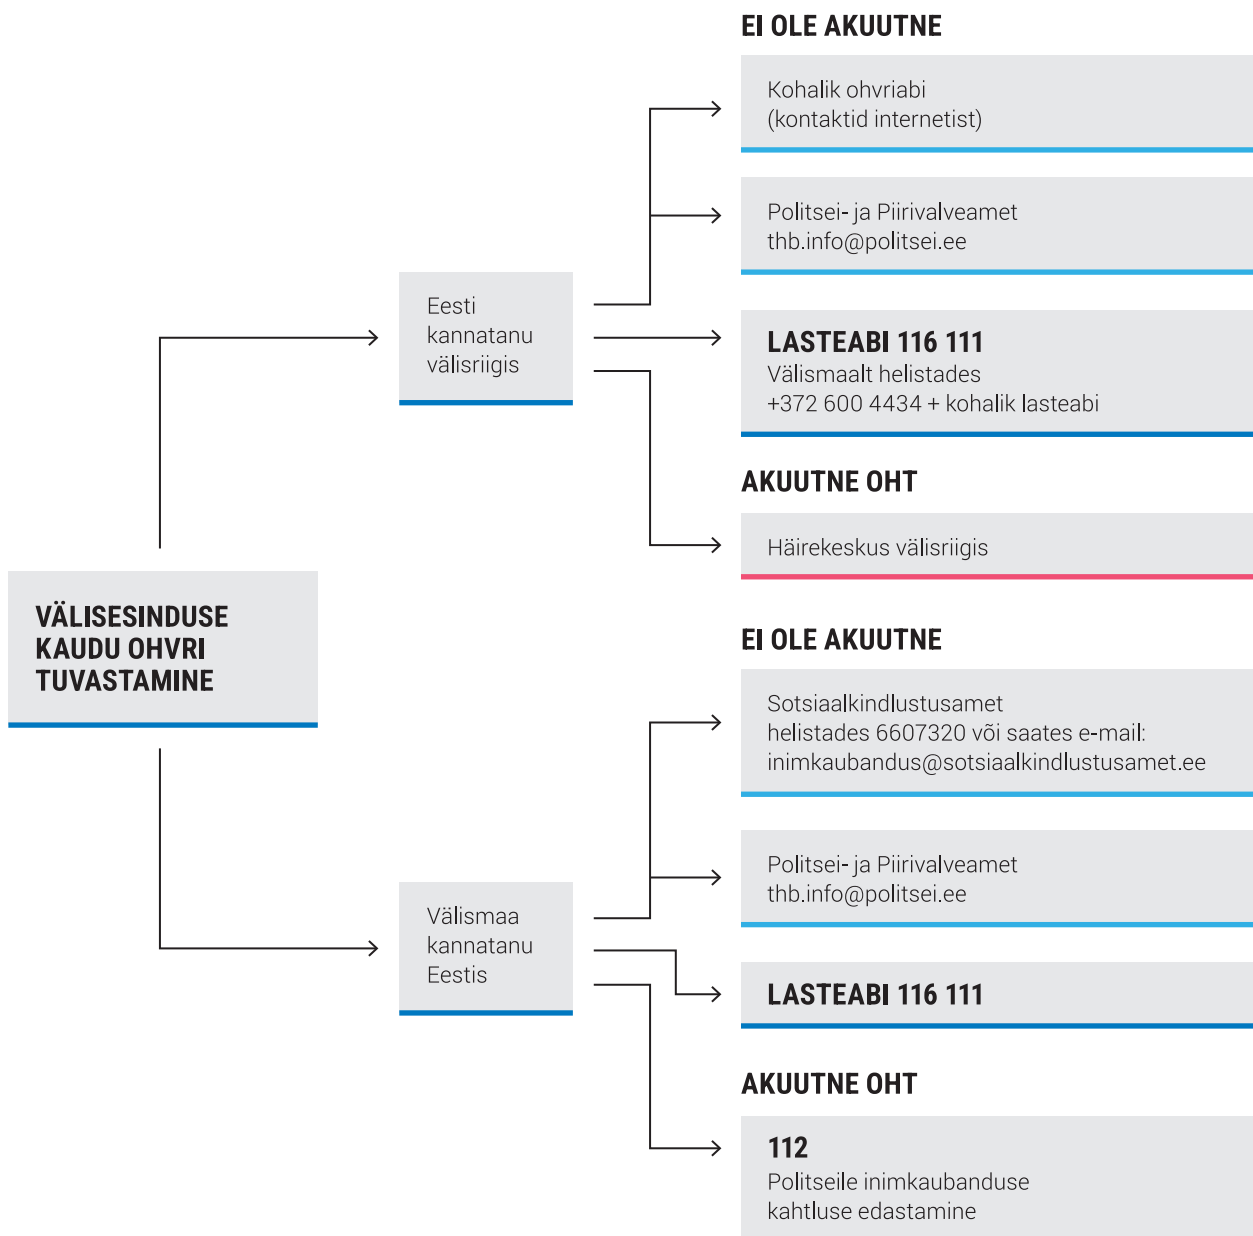 VÄLISESINDUSE
KAUDU OHVRI
TUVASTAMINE
Eesti
kannatanu
välisriigis
EI OLE AKUUTNE
Kohalik ohvriabi
(kontaktid internetist)
Politsei- ja Piirivalveamet
thb.info@politsei.ee
LASTEABI 116 111
Välismaalt helistades
+372 600 4434 + kohalik lasteabi
AKUUTNE OHT
Häirekeskus välisriigis
Välismaa
kannatanu
Eestis
EI OLE AKUUTNE
Sotsiaalkindlustusamet
helistades 6607320 või saates e-mail:
inimkaubandus@sotsiaalkindlustusamet.ee
Politsei- ja Piirivalveamet
thb.info@politsei.ee
LASTEABI 116 111
AKUUTNE OHT
112
Politseile inimkaubanduse
kahtluse edastamine